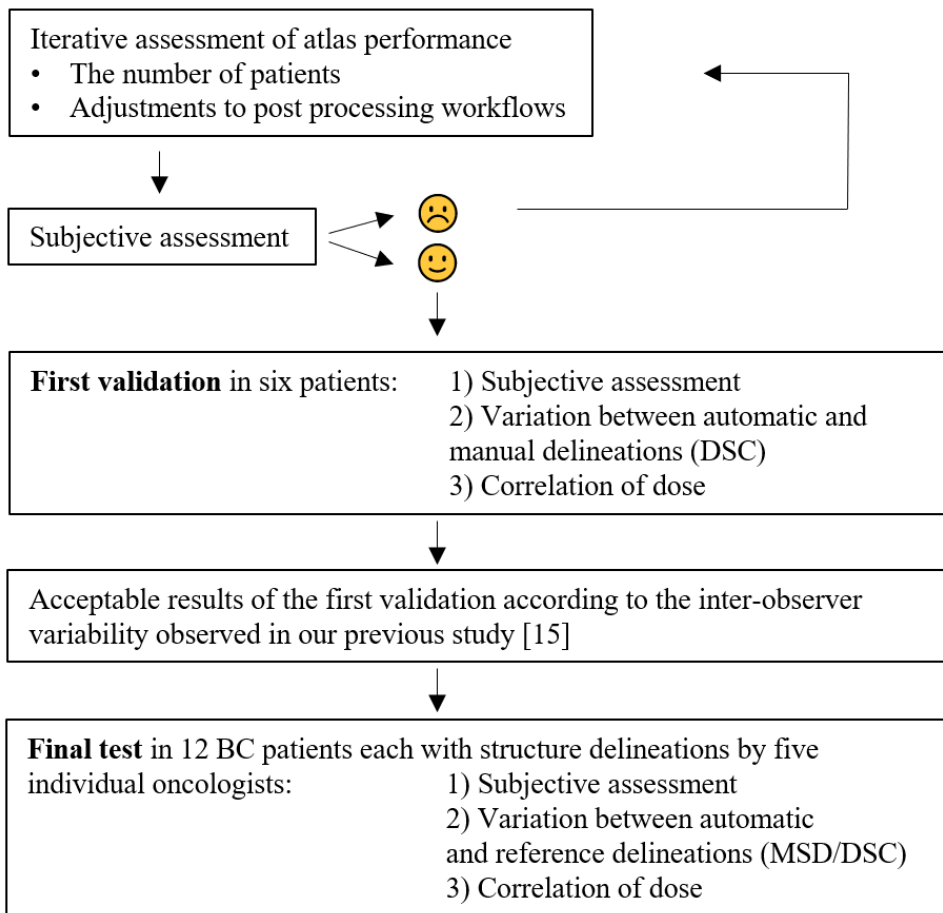 Iterative assessment of atlas performance
• The number of patients
• Adjustments to post processing workflows
Subjective assessment
First validation in six patients: 1) Subjective assessment
2) Variation between automatic and
manual delineations (DSC)
3) Correlation of dose
Acceptable results of the first validation according to the inter-observer
variability observed in our previous study [15]
Final test in 12 BC patients each with structure delineations by five
individual oncologists: 1) Subjective assessment
2) Variation between automatic
and reference delineations (MSD/DSC)
3) Correlation of dose